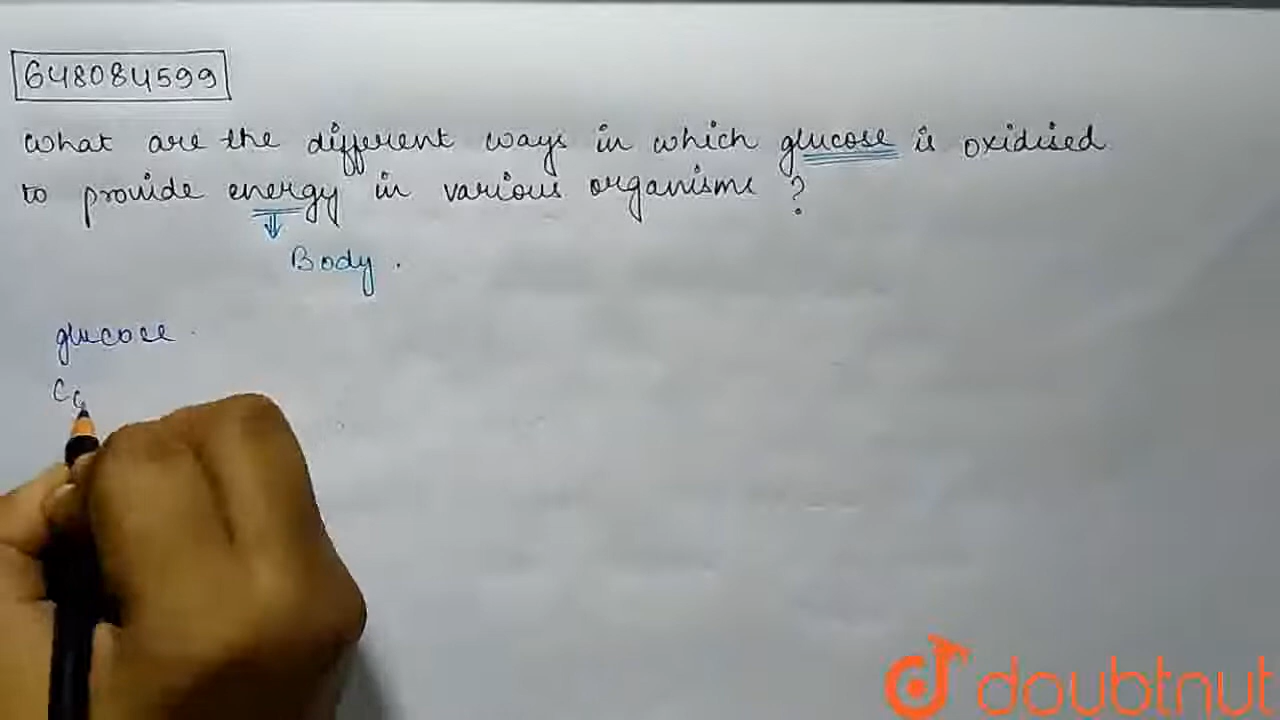 648084599
What are the different ways in which glucose is oxidised
to provide energy in various organisms ?
Body .
glucose .
C6
doubtnut